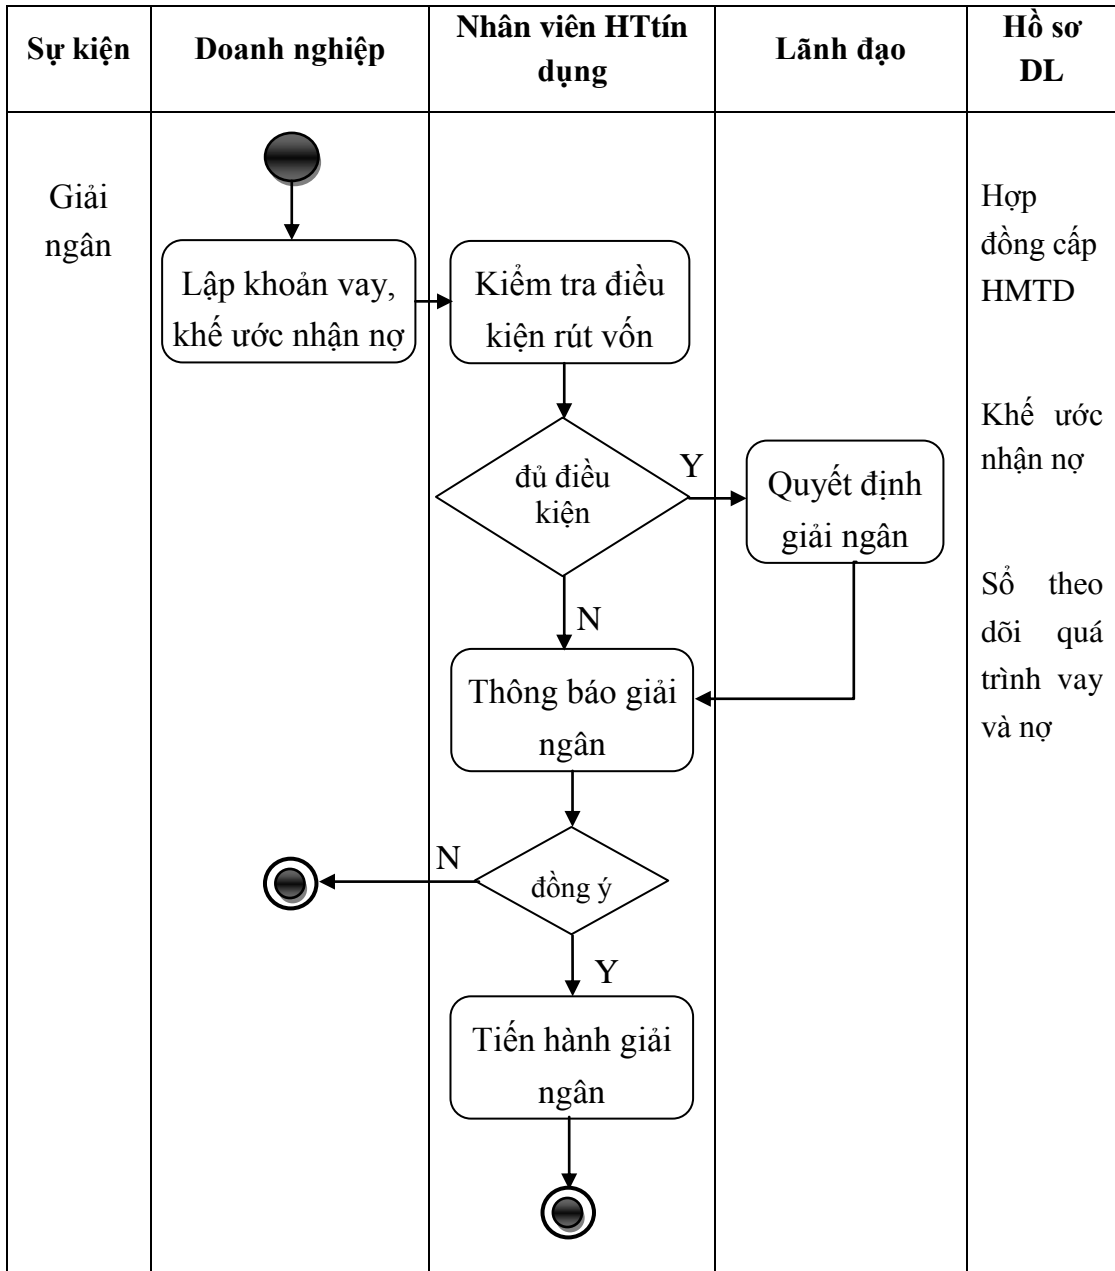 Sự kiện
Doanh nghiệp
Nhân viên HTtín
dụng
Lãnh đạo
Hồ sơ
DL
Giải
ngân
Lập khoản vay,
khế ước nhận nợ
Kiểm tra điều
kiện rút vốn
Hợp
đồng cấp
HMTD
đủ điều
kiện
Y
Quyết định
giải ngân
Khế ước
nhận nợ
N
Thông báo giải
ngân
Sổ theo
dõi quá
trình vay
và nợ
N
đồng ý
Y
Tiến hành giải
ngân